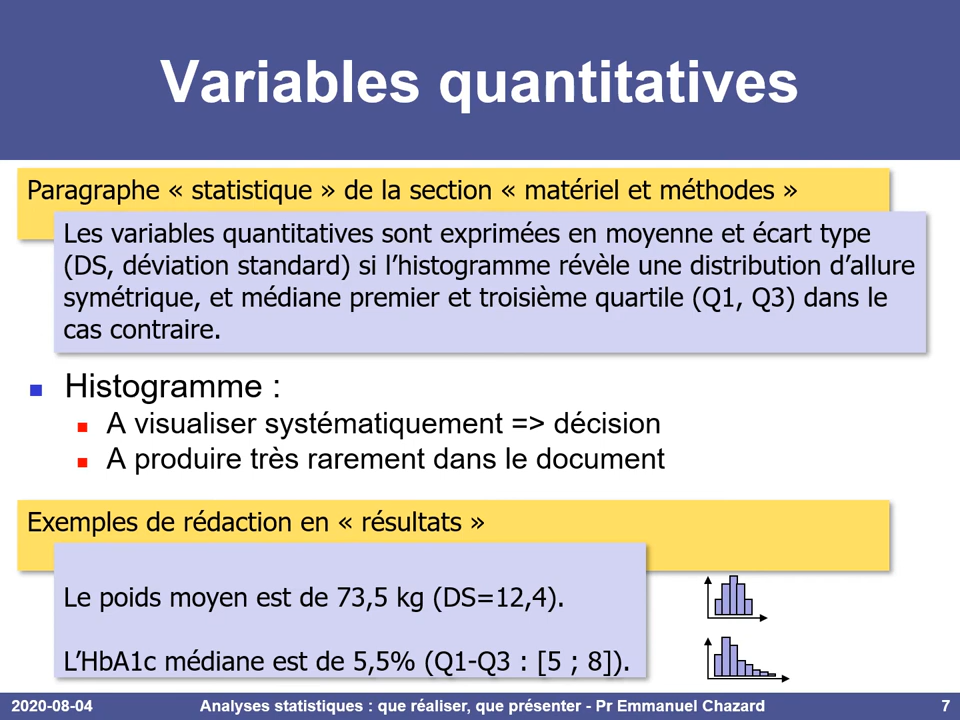 Variables quantitatives
Paragraphe « statistique » de la section « matériel et méthodes »
Les variables quantitatives sont exprimées en moyenne et écart type
(DS, déviation standard) si l’histogramme révèle une distribution d’allure
symétrique, et médiane premier et troisième quartile (Q1, Q3) dans le
cas contraire.
Histogramme :
A visualiser systématiquement => décision
A produire très rarement dans le document
Exemples de rédaction en « résultats »
Le poids moyen est de 73,5 kg (DS=12,4).
L’HbA1c médiane est de 5,5% (Q1-Q3 : [5 ; 8]).
2020-08-04 Analyses statistiques : que réaliser, que présenter - Pr Emmanuel Chazard 7